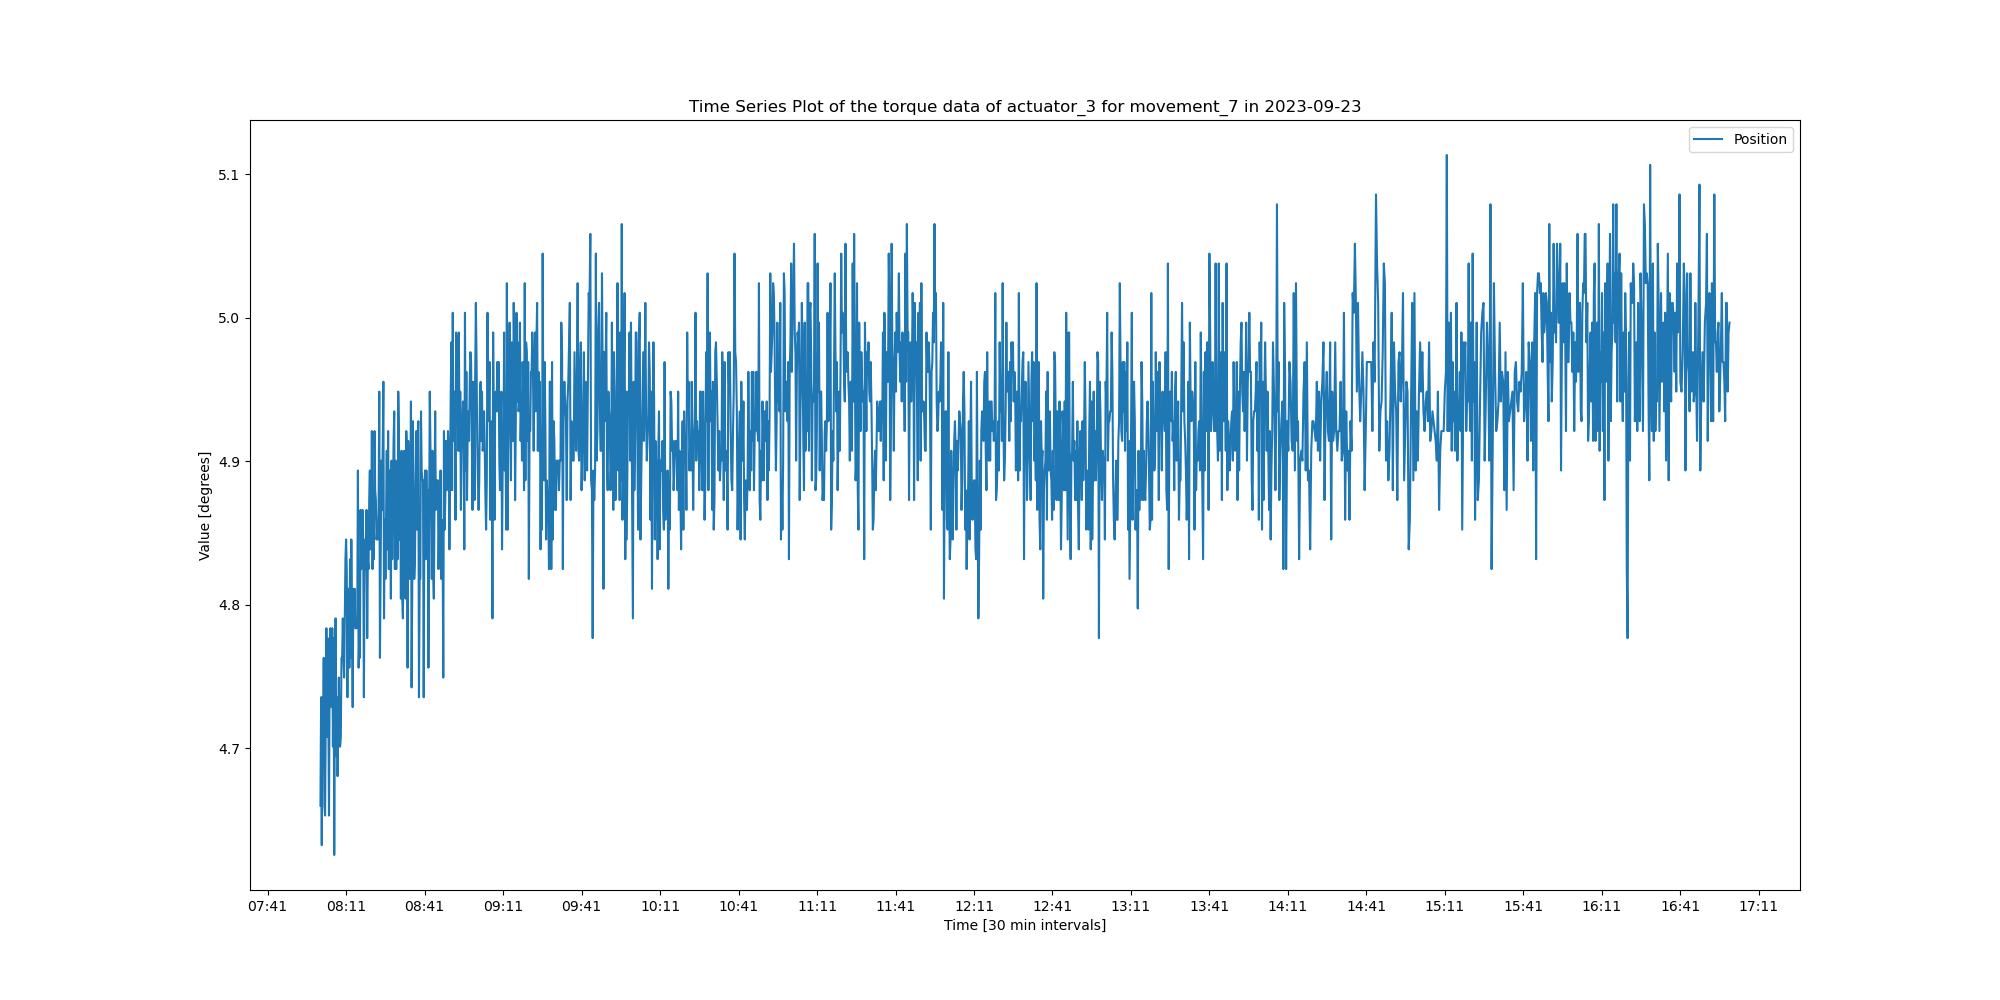 Time Series Plot of the torque data of actuator_3 for movement_7 in 2023-09-23
Position
Value [degrees]
5.1
5.0
4.9
4.8
4.7
07:41 08:11 08:41 09:11 09:41 10:11 10:41 11:11 11:41 12:11 12:41 13:11 13:41 14:11 14:41 15:11 15:41 16:11 16:41 17:11
Time [30 min intervals]